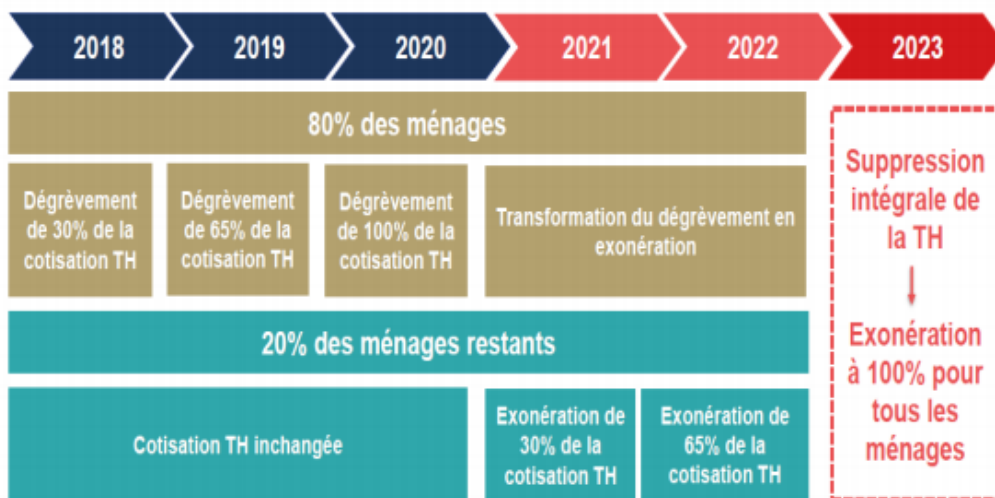 2018 2019 2020 2021 2022 2023
80% des ménages
Dégrèvement
de 30% de la
cotisation TH
Dégrèvement
de 65% de la
cotisation TH
Dégrèvement
de 100% de la
cotisation TH
Transformation du dégrèvement en
exonération
20% des ménages restants
Cotisation TH inchangée
Exonération de
30% de la
cotisation TH
Exonération de
65% de la
cotisation TH
Suppression
intégrale de
la TH
Exonération
à 100% pour
tous les
ménages